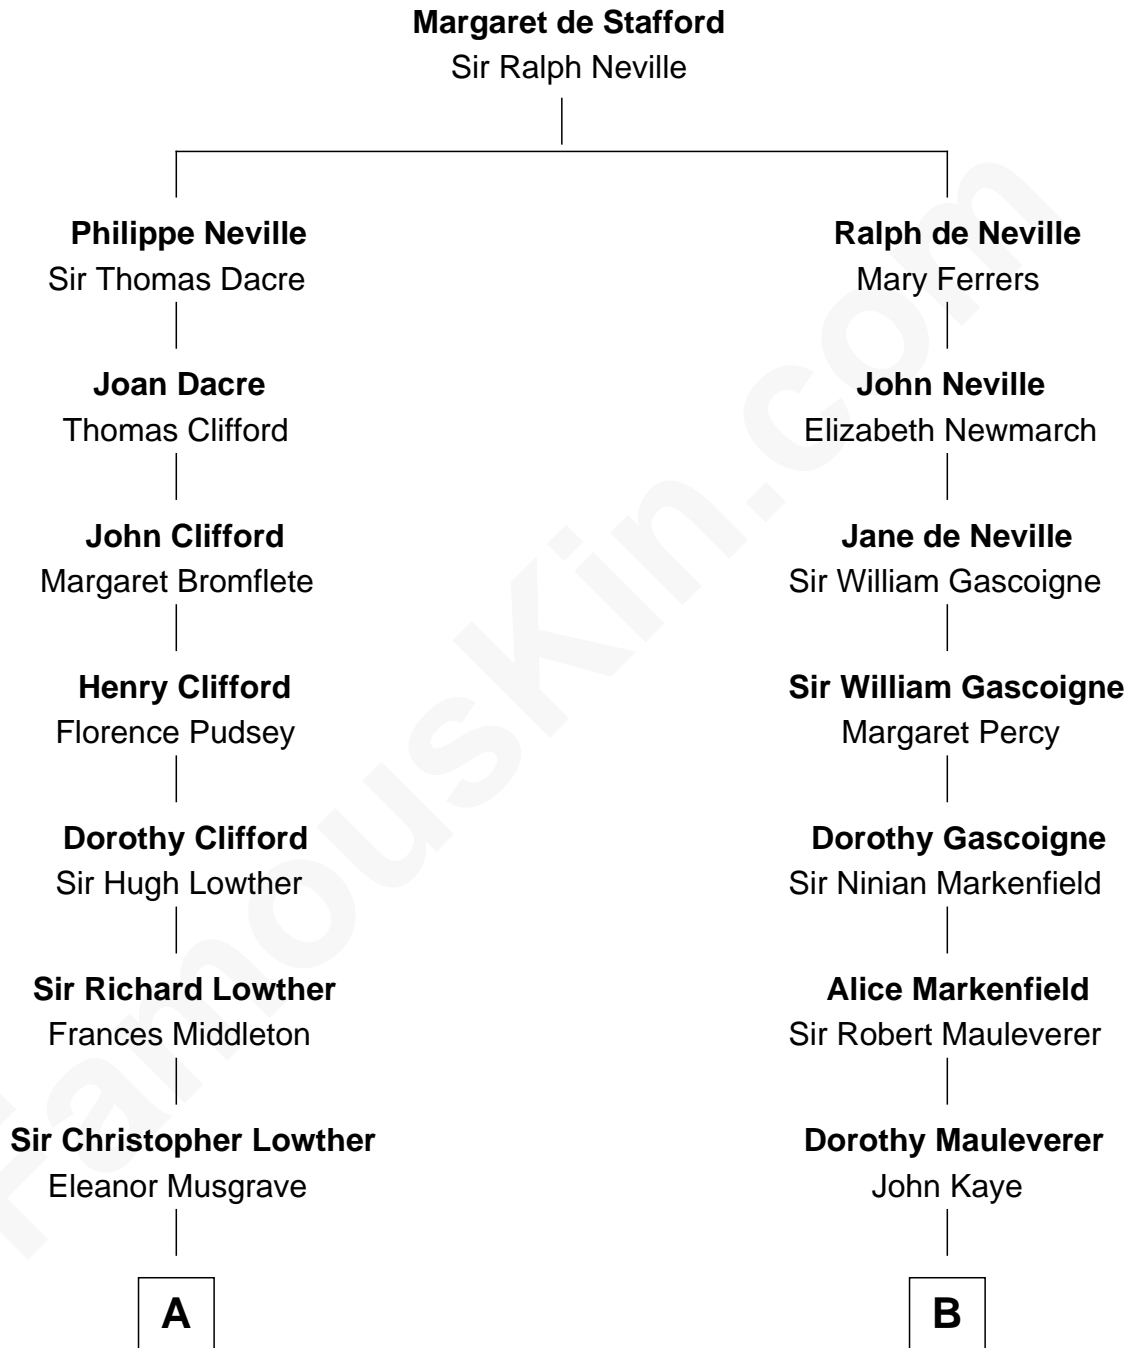 Margaret de Stafford
Sir Ralph Neville
Philippe Neville
Sir Thomas Dacre
Joan Dacre
Thomas Clifford
John Clifford
Margaret Bromflete
Henry Clifford
Florence Pudsey
Dorothy Clifford
Sir Hugh Lowther
Sir Richard Lowther
Frances Middleton
Sir Christopher Lowther
Eleanor Musgrave
A
Ralph de Neville
Mary Ferrers
John Neville
Elizabeth Newmarch
Jane de Neville
Sir William Gascoigne
Sir William Gascoigne
Margaret Percy
Dorothy Gascoigne
Sir Ninian Markenfield
Alice Markenfield
Sir Robert Mauleverer
Dorothy Mauleverer
John Kaye
B
FamousKin.com